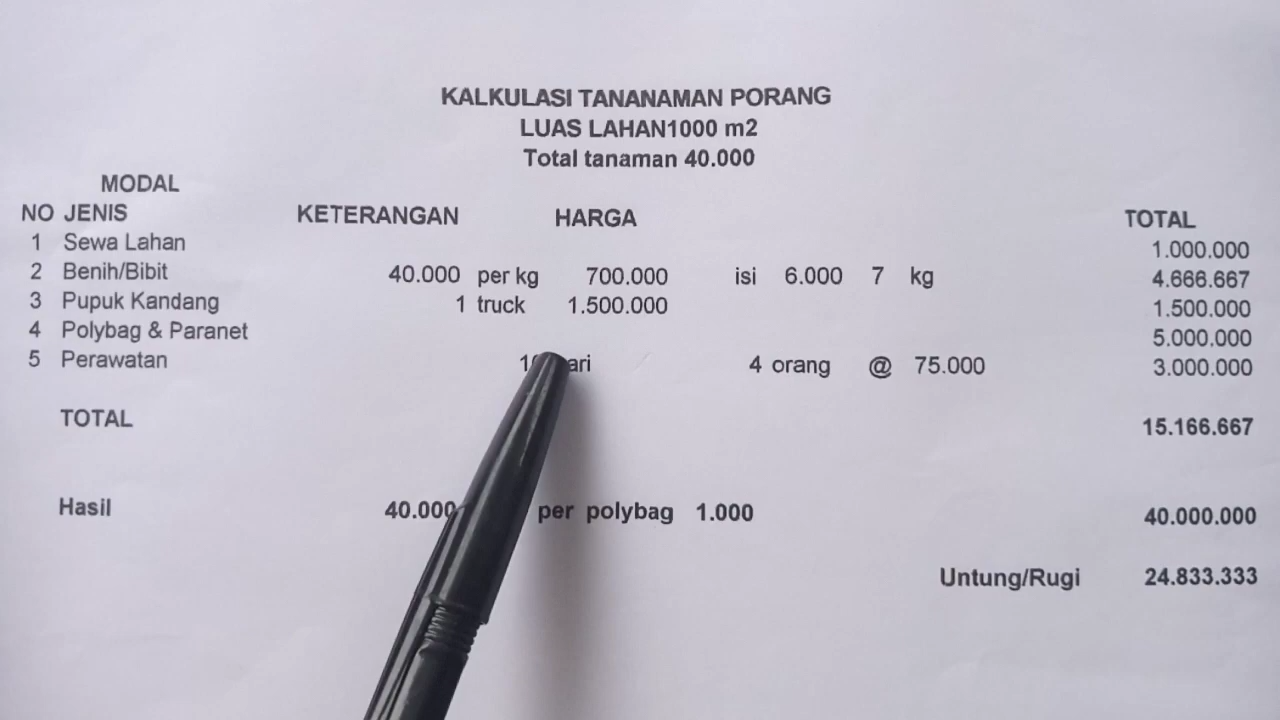 KALKULASI TANANAMAN PORANG
LUAS LAHAN1000 m2
Total tanaman 40.000
MODAL
NO JENIS KETERANGAN HARGA TOTAL
1 Sewa Lahan 1.000.000
2 Benih/Bibit 40.000 per kg 700.000 isi 6.000 7 kg 4.666.667
3 Pupuk Kandang 1 truck 1.500.000 1.500.000
4 Polybag & Paranet 5.000.000
5 Perawatan 4 orang @ 75.000 3.000.000
TOTAL 15.166.667
Hasil 40.000 per polybag 1.000 40.000.000
Untung/Rugi 24.833.333